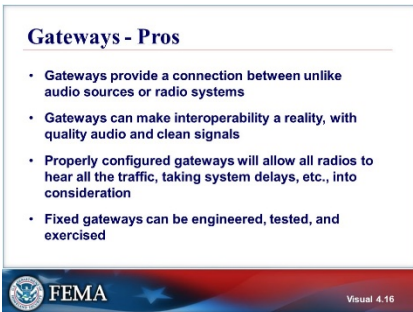 Gateways - Pros
• Gateways provide a connection between unlike
audio sources or radio systems
• Gateways can make interoperability a reality, with
quality audio and clean signals
• Properly configured gateways will allow all radios to
hear all the traffic, taking system delays, etc., into
consideration
• Fixed gateways can be engineered, tested, and
exercised
FEMA
Visual 4.16